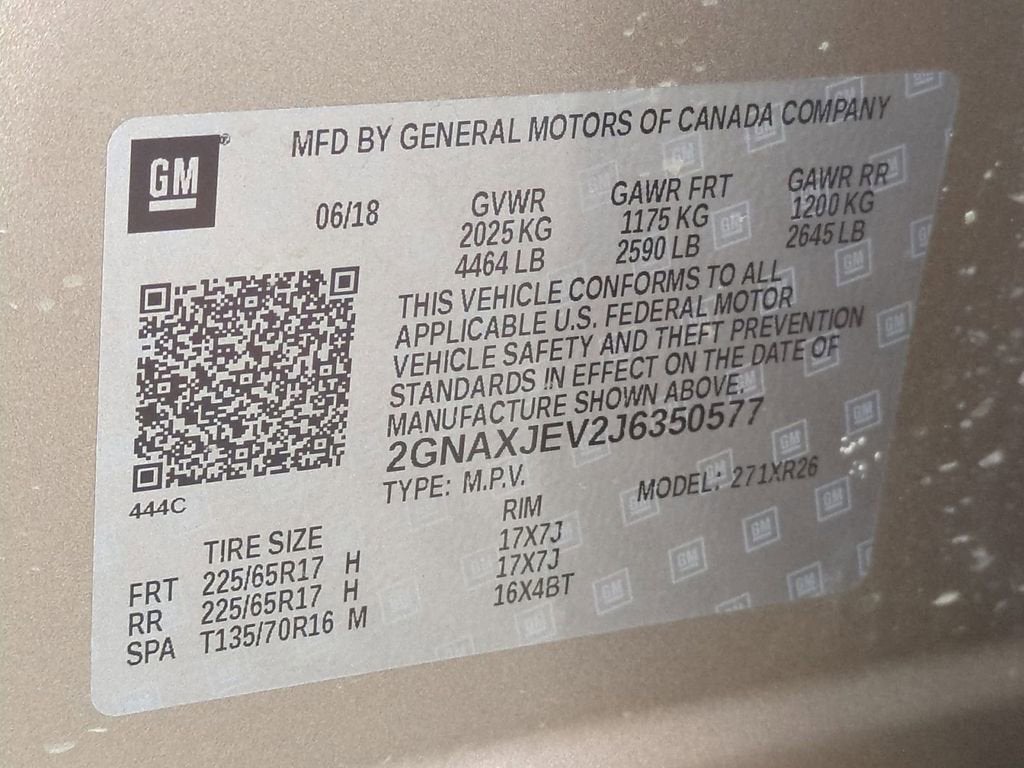 GM ®
MFD BY GENERAL MOTORS OF CANADA COMPANY
06/18 GVWR GAWR FRT GAWR RR
2025 KG 1175 KG 1200 KG
4464 LB 2590 LB 2645 LB
THIS VEHICLE CONFORMS TO ALL
APPLICABLE U.S. FEDERAL MOTOR
VEHICLE SAFETY AND THEFT PREVENTION
STANDARDS IN EFFECT ON THE DATE OF
MANUFACTURE SHOWN ABOVE.
2GNAXJEV2J6350577
TYPE: M.P.V. MODEL: 271XR26
444C
TIRE SIZE RIM
FRT 225/65R17 H 17X7J
RR 225/65R17 H 17X7J
SPA T135/70R16 M 16X4BT